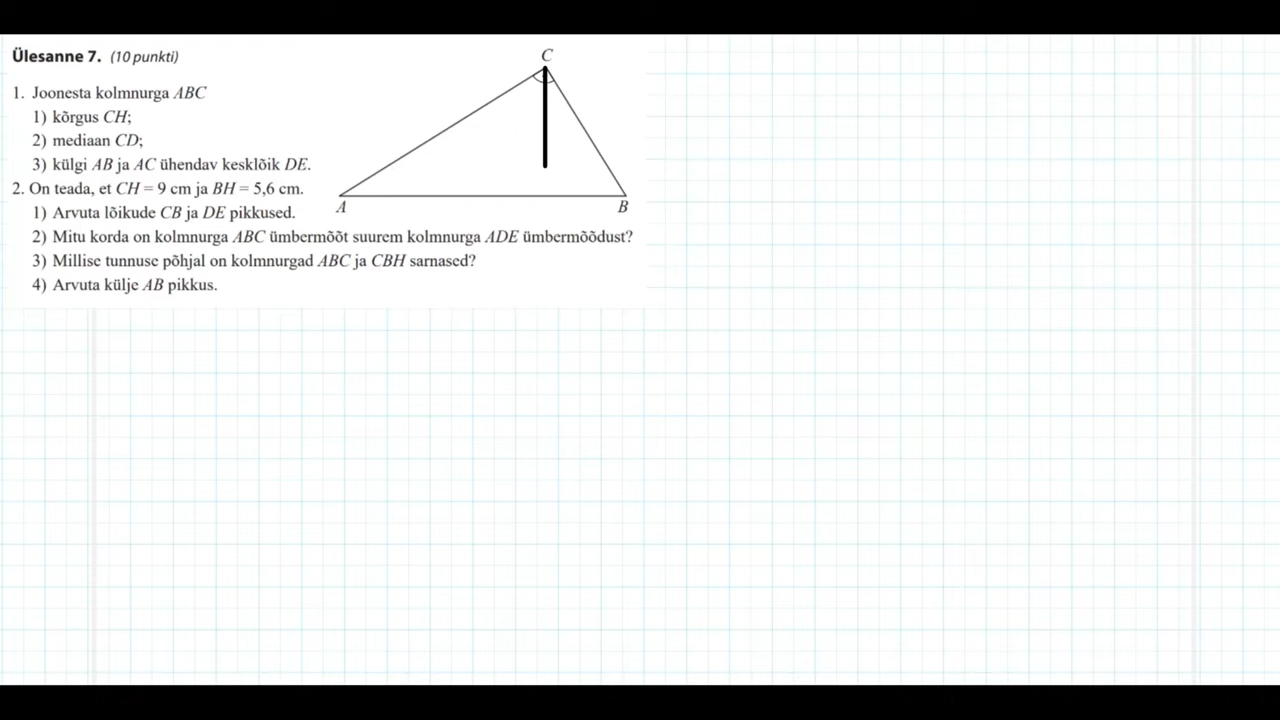 Ülesanne 7. (10 punkti)
1. Joonesta kolmnurga ABC
1) kõrgus CH;
2) mediaan CD;
3) külgi AB ja AC ühendav kesklõik DE.
2. On teada, et CH = 9 cm ja BH = 5,6 cm.
1) Arvuta lõikude CB ja DE pikkused.
2) Mitu korda on kolmnurga ABC ümbermõõt suurem kolmnurga ADE ümbermõõdust?
3) Millise tunnuse põhjal on kolmnurgad ABC ja CBH sarnased?
4) Arvuta külje AB pikkus.
C
A
B